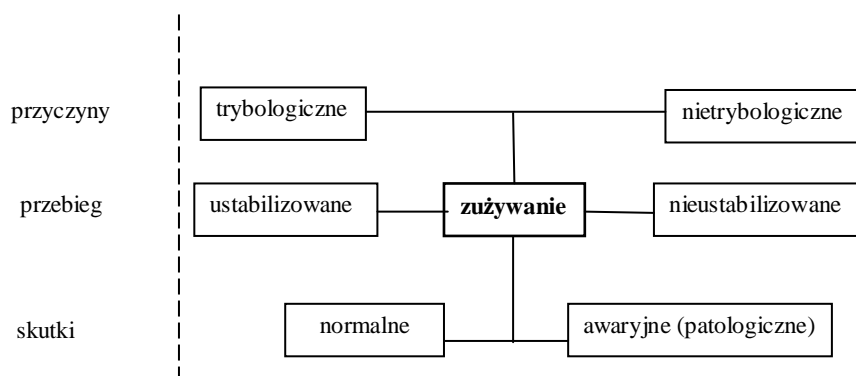 przyczyny trybologiczne nietrybologiczne
przebieg ustabilizowane zużywanie nieustabilizowane
skutki normalne awaryjne (patologiczne)